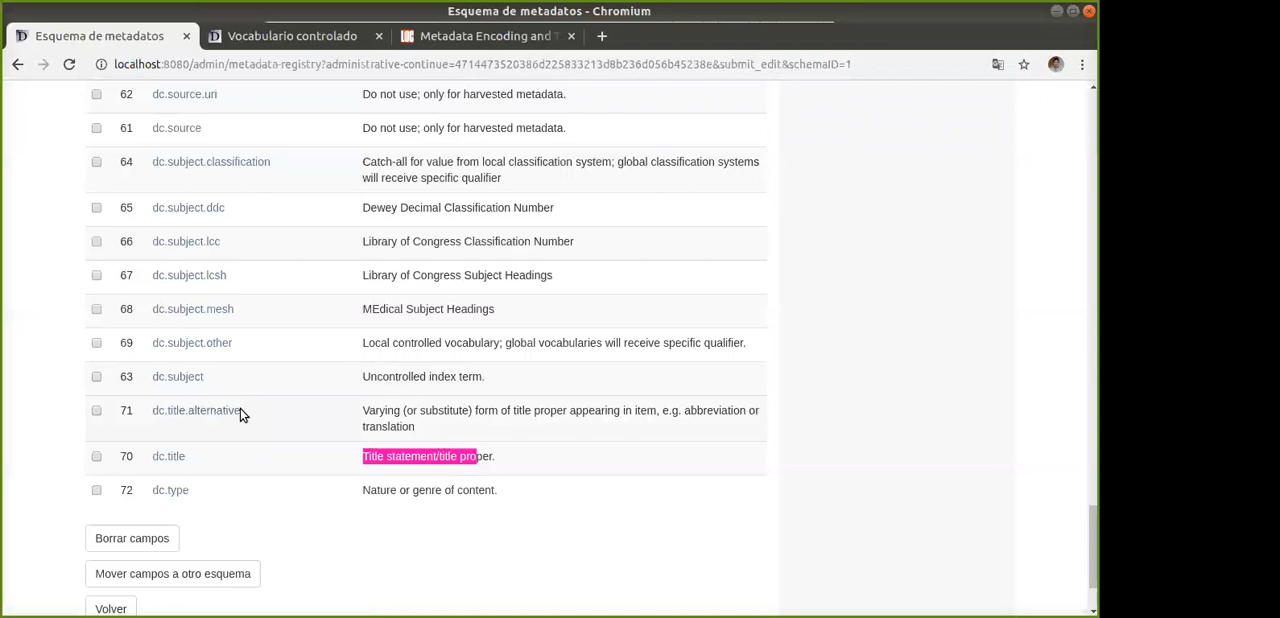 Esquema de metadatos - Chromium
Esquema de metadatos × Vocabulario controlado × LOC Metadata Encoding and T × +
localhost:8080/admin/metadata-registry?administrative-continue=4714473520386d225833213d8b236d056b45238e&submit_edit&schemaID=1
62 dc.source.uri Do not use; only for harvested metadata.
61 dc.source Do not use; only for harvested metadata.
64 dc.subject.classification Catch-all for value from local classification system; global classification systems
will receive specific qualifier
65 dc.subject.ddc Dewey Decimal Classification Number
66 dc.subject.lcc Library of Congress Classification Number
67 dc.subject.lcsh Library of Congress Subject Headings
68 dc.subject.mesh MEdical Subject Headings
69 dc.subject.other Local controlled vocabulary; global vocabularies will receive specific qualifier.
63 dc.subject Uncontrolled index term.
71 dc.title.alternative Varying (or substitute) form of title proper appearing in item, e.g. abbreviation or
translation
70 dc.title Title statement/title proper.
72 dc.type Nature or genre of content.
Borrar campos
Mover campos a otro esquema
Volver